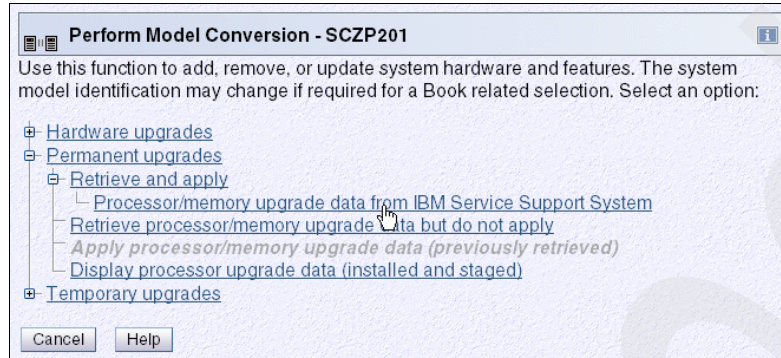 Perform Model Conversion - SCZP201
Use this function to add, remove, or update system hardware and features. The system
model identification may change if required for a Book related selection. Select an option:
Hardware upgrades
Permanent upgrades
Retrieve and apply
Processor/memory upgrade data from IBM Service Support System
Retrieve processor/memory upgrade data but do not apply
Apply processor/memory upgrade data (previously retrieved)
Display processor upgrade data (installed and staged)
Temporary upgrades
Cancel Help